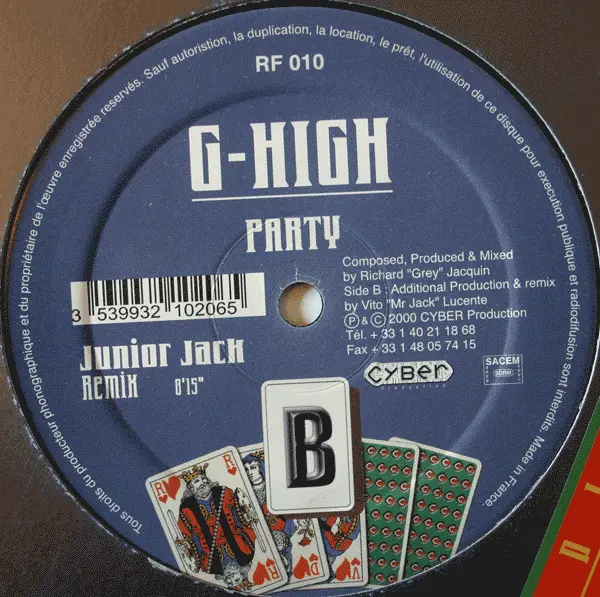 Tous droits du producteur phonographique et du propriétaire de l'œuvre enregistrée reservés. Sauf autoristion, la duplication, la location, le prêt, l'utilisation de ce disque pour execution publique et radiodifusion sont interdits. Made in France.
RF 010
G-HIGH
PARTY
Composed, Produced & Mixed
by Richard "Grey" Jacquin
Side B : Additional Production & remix
by Vito "Mr Jack" Lucente
P & C 2000 CYBER Production
Tél. + 33 1 40 21 18 68
Fax + 33 1 48 05 74 15
3 539932 102065
Junior Jack
REMIX 8'15"
CYBER
PRODUCTION
SACEM
SDRM
B
R
R
V
D